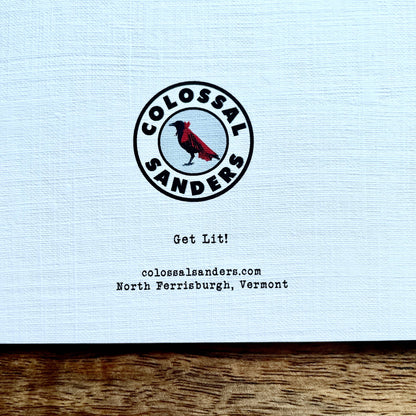 COLOSSAL
SANDERS
Get Lit!
colossalsanders.com
North Ferrisburgh, Vermont